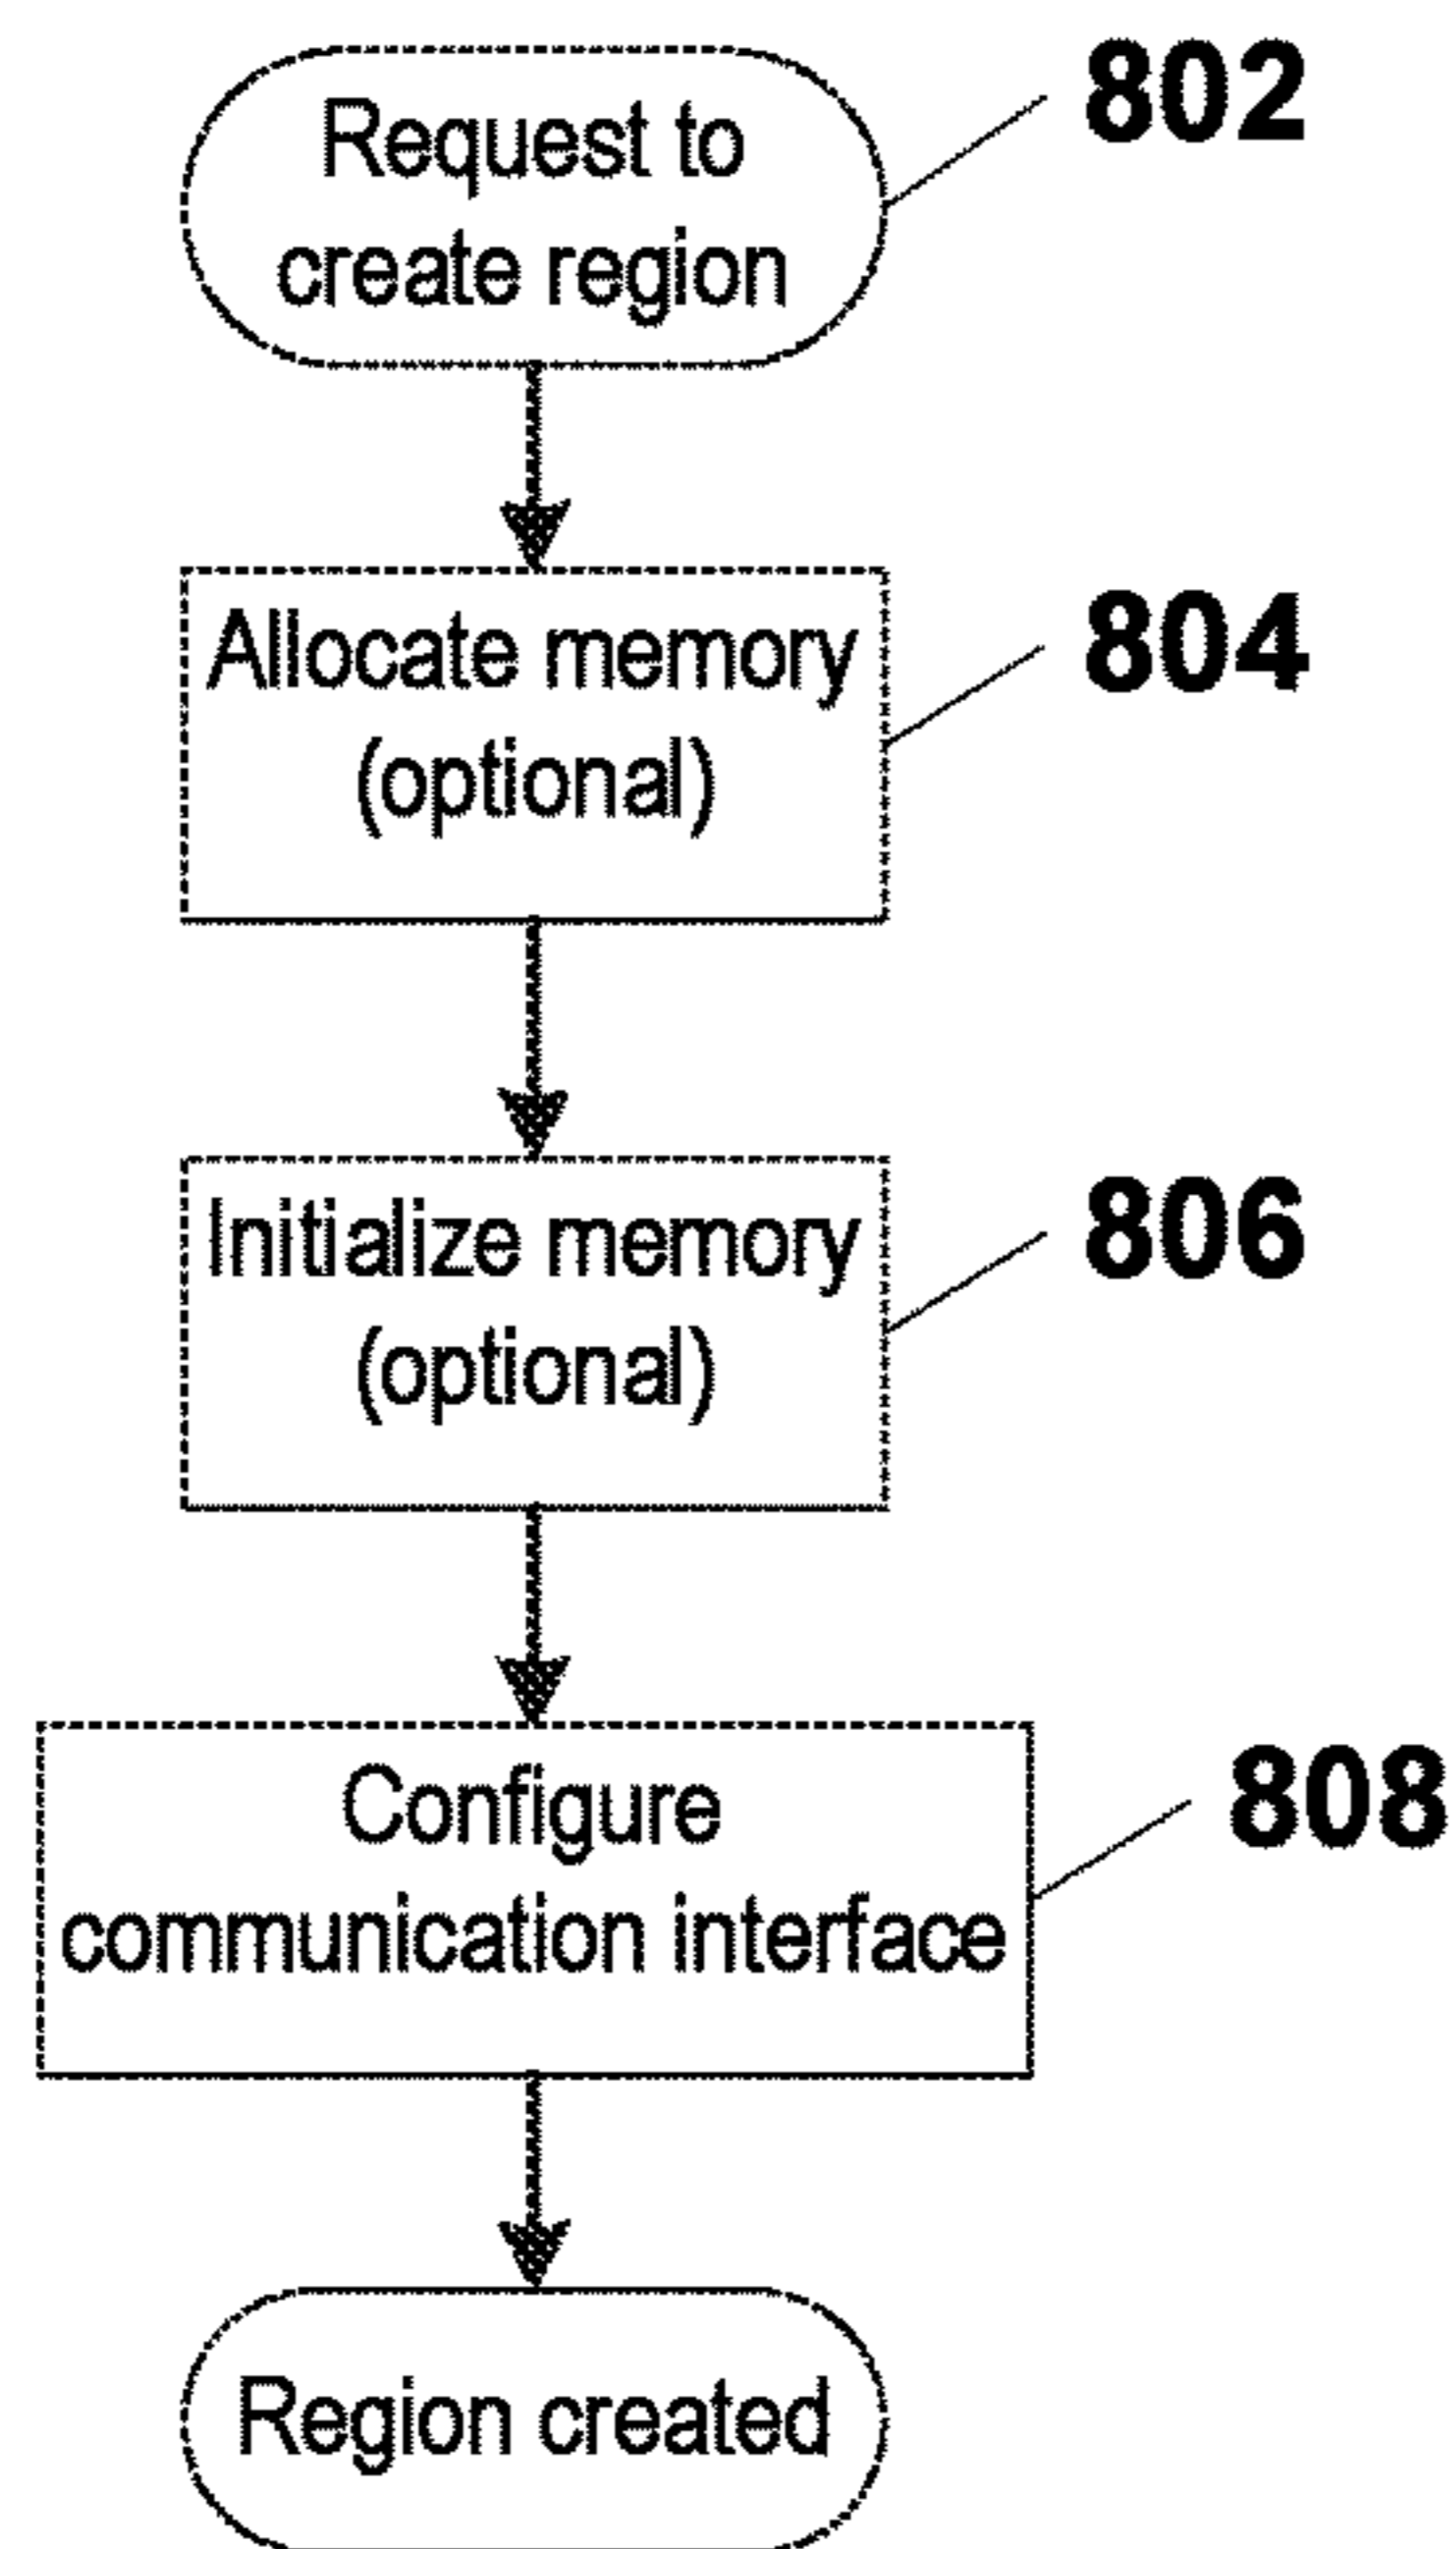 Request to
create region
802
Allocate memory
(optional)
804
Initialize memory
(optional)
806
Configure
communication interface
808
Region created